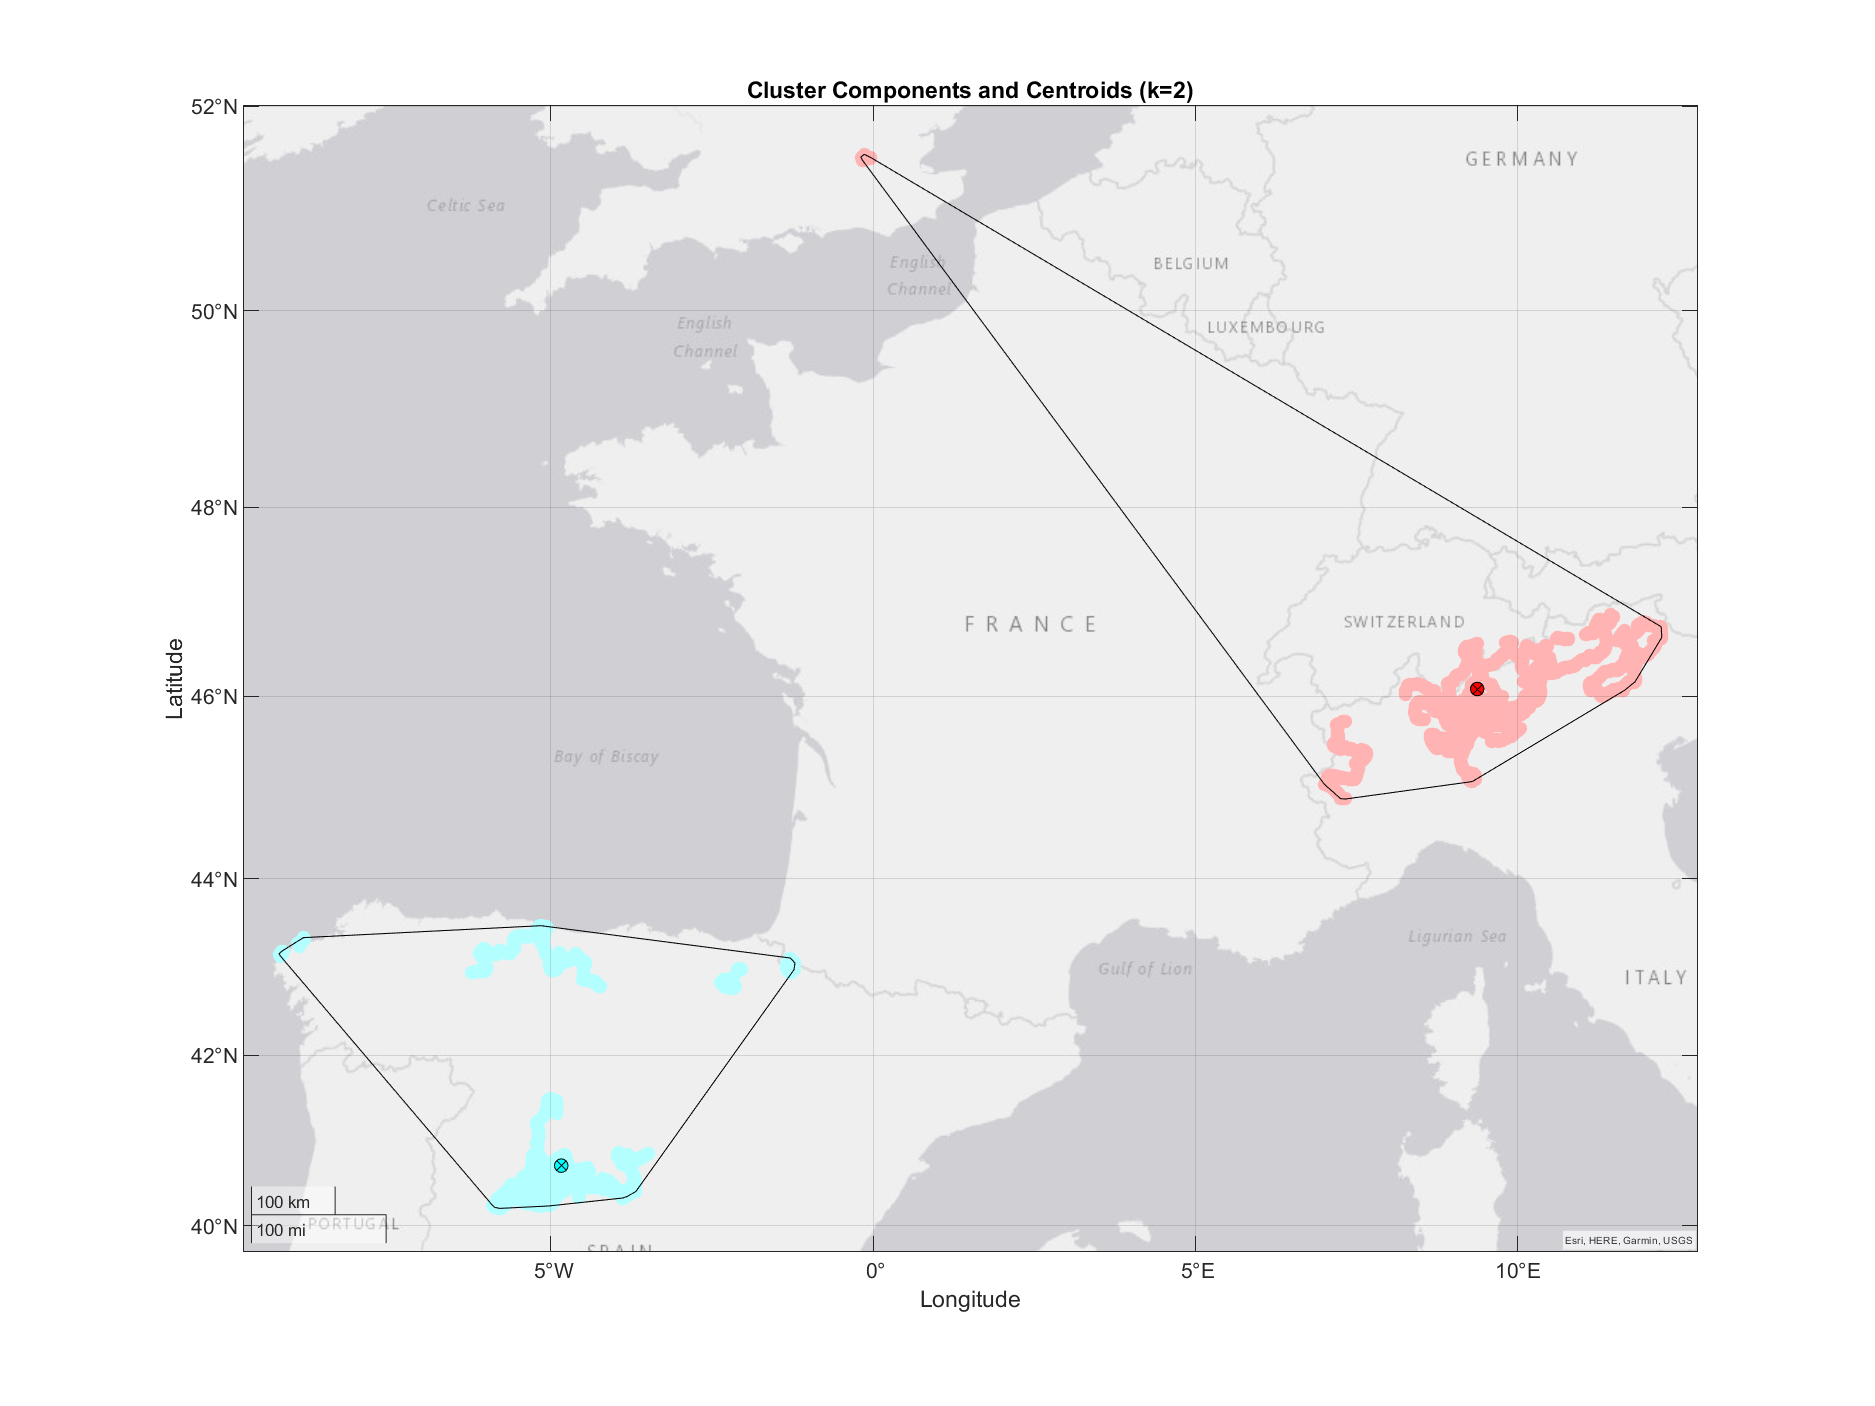 Cluster Components and Centroids (k=2)
52°N
GERMANY
Celtic Sea
English
Channel
BELGIUM
50°N
English
Channel
LUXEMBOURG
48°N
FRANCE
SWITZERLAND
Latitude
46°N
Bay of Biscay
44°N
Ligurian Sea
Gulf of Lion
ITALY
42°N
100 km
100 mi
PORTUGAL
40°N
SPAIN
Esri, HERE, Garmin, USGS
5°W
0°
5°E
10°E
Longitude